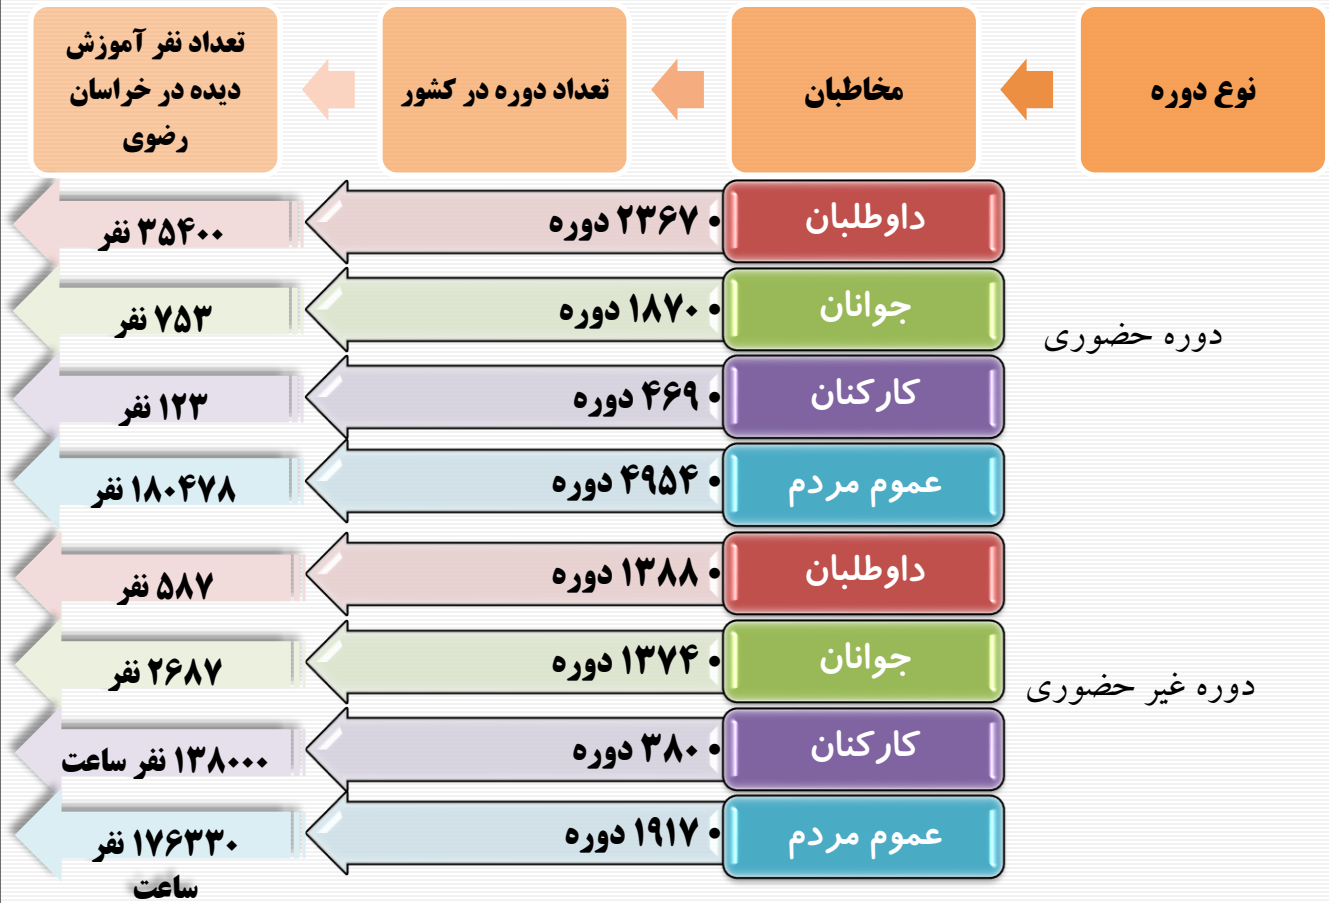 نوع دوره
مخاطبان
تعداد دوره در کشور
تعداد نفر آموزش
دیده در خراسان
رضوی
دوره حضوری
داوطلبان
• ۲۳۶۷ دوره
۳۵۴۰۰ نفر
جوانان
• ۱۸۷۰ دوره
۷۵۳ نفر
کارکنان
• ۴۶۹ دوره
۱۲۳ نفر
عموم مردم
• ۴۹۵۴ دوره
۱۸۰۴۷۸ نفر
دوره غیر حضوری
داوطلبان
• ۱۳۸۸ دوره
۵۸۷ نفر
جوانان
• ۱۳۷۴ دوره
۲۶۸۷ نفر
کارکنان
• ۳۸۰ دوره
۱۳۸۰۰۰ نفر ساعت
عموم مردم
• ۱۹۱۷ دوره
۱۷۶۳۳۰ نفر
ساعت